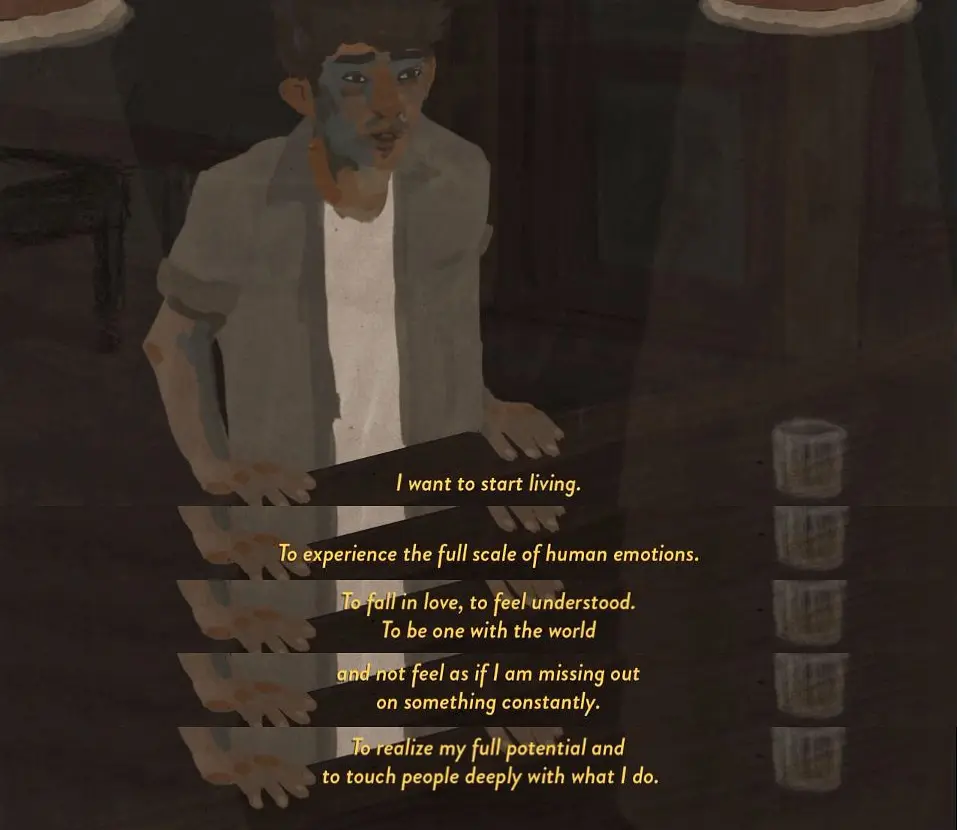 I want to start living.
To experience the full scale of human emotions.
To fall in love, to feel understood.
To be one with the world
and not feel as if I am missing out
on something constantly.
To realize my full potential and
to touch people deeply with what I do.